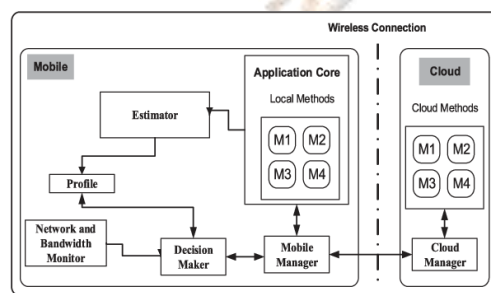 Wireless Connection
Mobile
Application Core
Local Methods
M1 M2
M3 M4
Estimator
Profile
Network and
Bandwidth
Monitor
Decision
Maker
Mobile
Manager
Cloud
Cloud Methods
M1 M2
M3 M4
Cloud
Manager